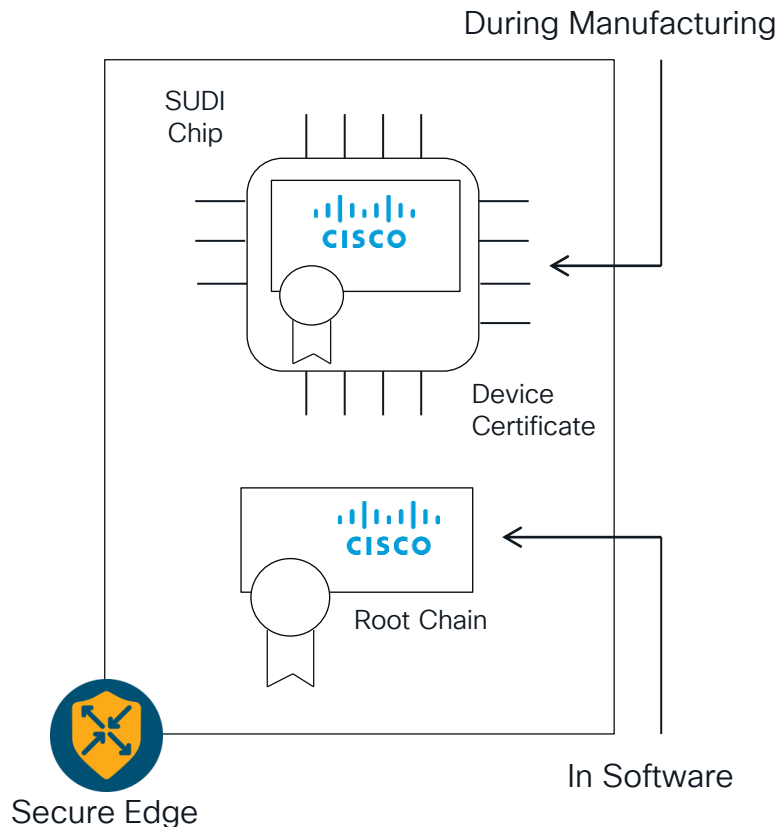 During Manufacturing
SUDI
Chip
CISCO
Device
Certificate
CISCO
Root Chain
In Software
Secure Edge